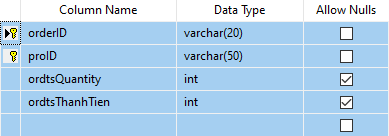 Column Name Data Type Allow Nulls
orderID varchar(20)
proID varchar(50)
ordtsQuantity int
ordtsThanhTien int